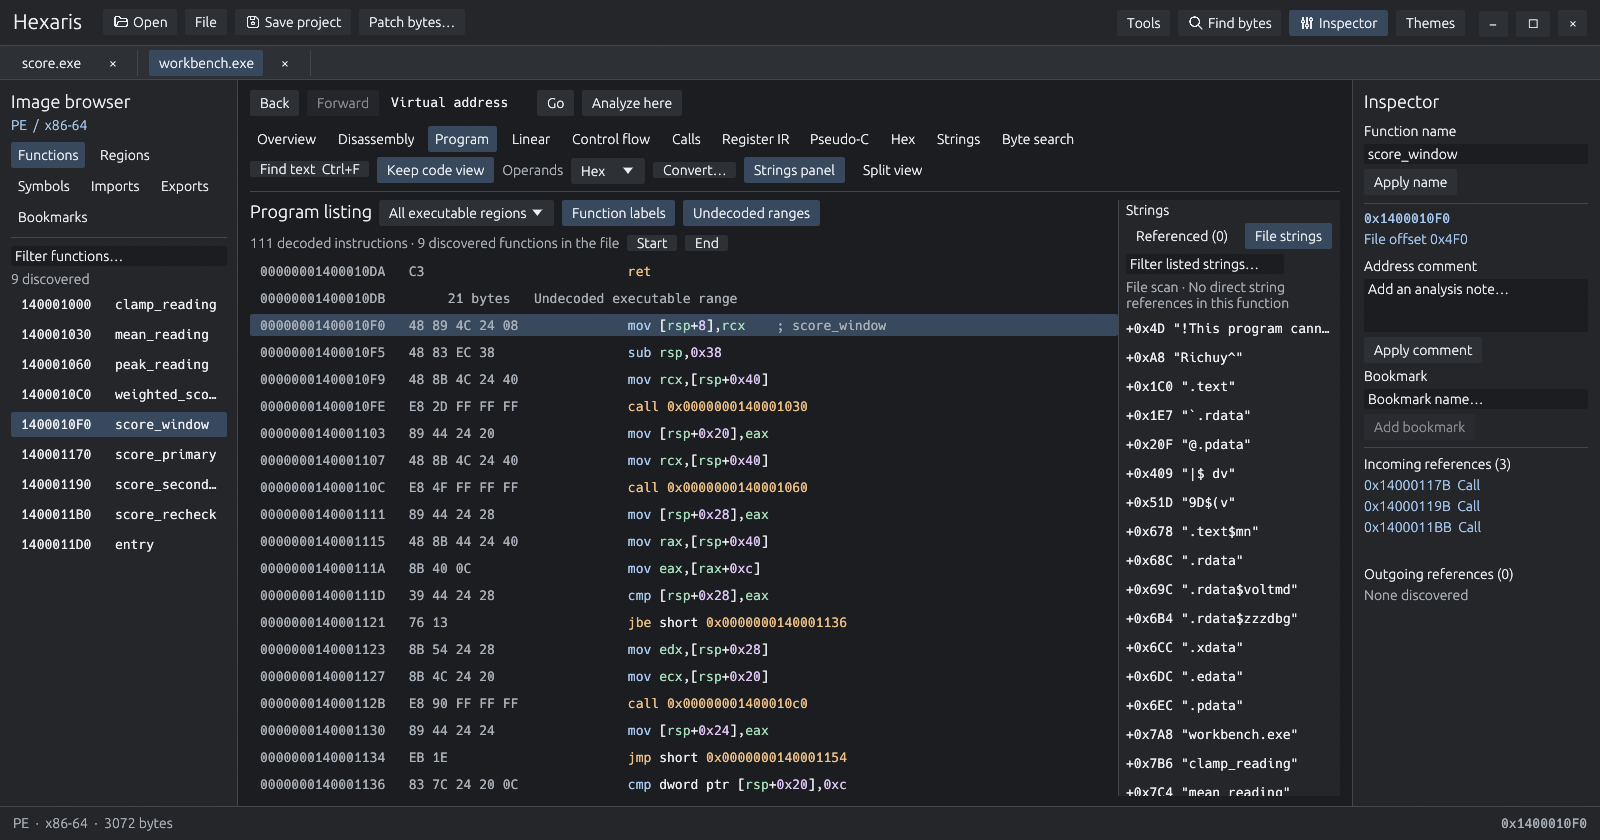 Hexaris Open File Save project Patch bytes… Tools Find bytes Inspector Themes
score.exe × workbench.exe ×
Image browser
PE / x86-64
Functions Regions
Symbols Imports Exports
Bookmarks
Filter functions…
9 discovered
140001000 clamp_reading
140001030 mean_reading
140001060 peak_reading
1400010C0 weighted_sco…
1400010F0 score_window
140001170 score_primary
140001190 score_second…
1400011B0 score_recheck
1400011D0 entry
Back Forward Virtual address Go Analyze here
Overview Disassembly Program Linear Control flow Calls Register IR Pseudo-C Hex Strings Byte search
Find text Ctrl+F Keep code view Operands Hex Convert… Strings panel Split view
Program listing All executable regions Function labels Undecoded ranges
111 decoded instructions · 9 discovered functions in the file Start End
00000001400010DA C3 ret
00000001400010DB 21 bytes Undecoded executable range
00000001400010F0 48 89 4C 24 08 mov [rsp+8],rcx ; score_window
00000001400010F5 48 83 EC 38 sub rsp,0x38
00000001400010F9 48 8B 4C 24 40 mov rcx,[rsp+0x40]
00000001400010FE E8 2D FF FF FF call 0x0000000140001030
0000000140001103 89 44 24 20 mov [rsp+0x20],eax
0000000140001107 48 8B 4C 24 40 mov rcx,[rsp+0x40]
000000014000110C E8 4F FF FF FF call 0x0000000140001060
0000000140001111 89 44 24 28 mov [rsp+0x28],eax
0000000140001115 48 8B 44 24 40 mov rax,[rsp+0x40]
000000014000111A 8B 40 0C mov eax,[rax+0xc]
000000014000111D 39 44 24 28 cmp [rsp+0x28],eax
0000000140001121 76 13 jbe short 0x0000000140001136
0000000140001123 8B 54 24 28 mov edx,[rsp+0x28]
0000000140001127 8B 4C 24 20 mov ecx,[rsp+0x20]
000000014000112B E8 90 FF FF FF call 0x00000001400010c0
0000000140001130 89 44 24 24 mov [rsp+0x24],eax
0000000140001134 EB 1E jmp short 0x0000000140001154
0000000140001136 83 7C 24 20 0C cmp dword ptr [rsp+0x20],0xc
Strings
Referenced (0) File strings
Filter listed strings…
File scan · No direct string
references in this function
+0x4D "!This program cann…
+0xA8 "Richuy^"
+0x1C0 ".text"
+0x1E7 "`.rdata"
+0x20F "@.pdata"
+0x409 "|$ dv"
+0x51D "9D$(v"
+0x678 ".text$mn"
+0x68C ".rdata"
+0x69C ".rdata$voltmd"
+0x6B4 ".rdata$zzzdbg"
+0x6CC ".xdata"
+0x6DC ".edata"
+0x6EC ".pdata"
+0x7A8 "workbench.exe"
+0x7B6 "clamp_reading"
+0x7C4 "mean_reading"
Inspector
Function name
score_window
Apply name
0x1400010F0
File offset 0x4F0
Address comment
Add an analysis note…
Apply comment
Bookmark
Bookmark name…
Add bookmark
Incoming references (3)
0x14000117B Call
0x14000119B Call
0x1400011BB Call
Outgoing references (0)
None discovered
PE · x86-64 · 3072 bytes 0x1400010F0